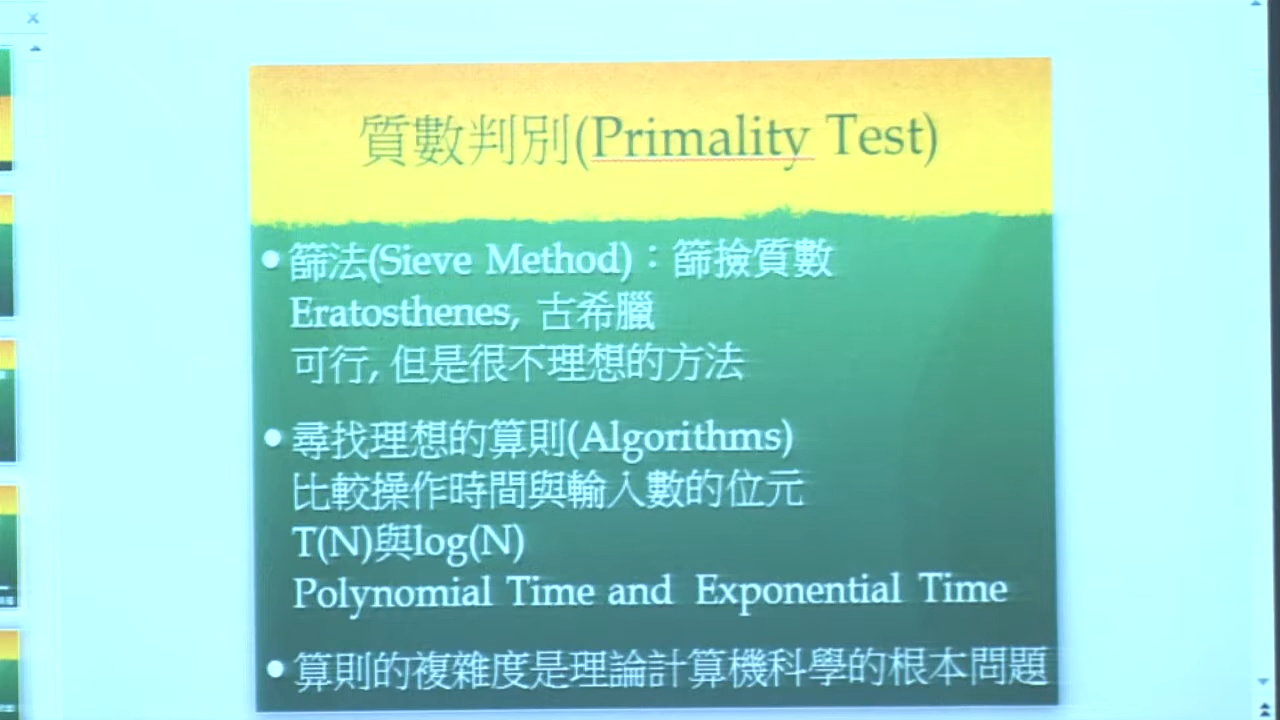 質數判別(Primality Test)
•篩法(Sieve Method)：篩撿質數
Eratosthenes, 古希臘
可行, 但是很不理想的方法
•尋找理想的算則(Algorithms)
比較操作時間與輸入數的位元
T(N)與log(N)
Polynomial Time and Exponential Time
•算則的複雜度是理論計算機科學的根本問題